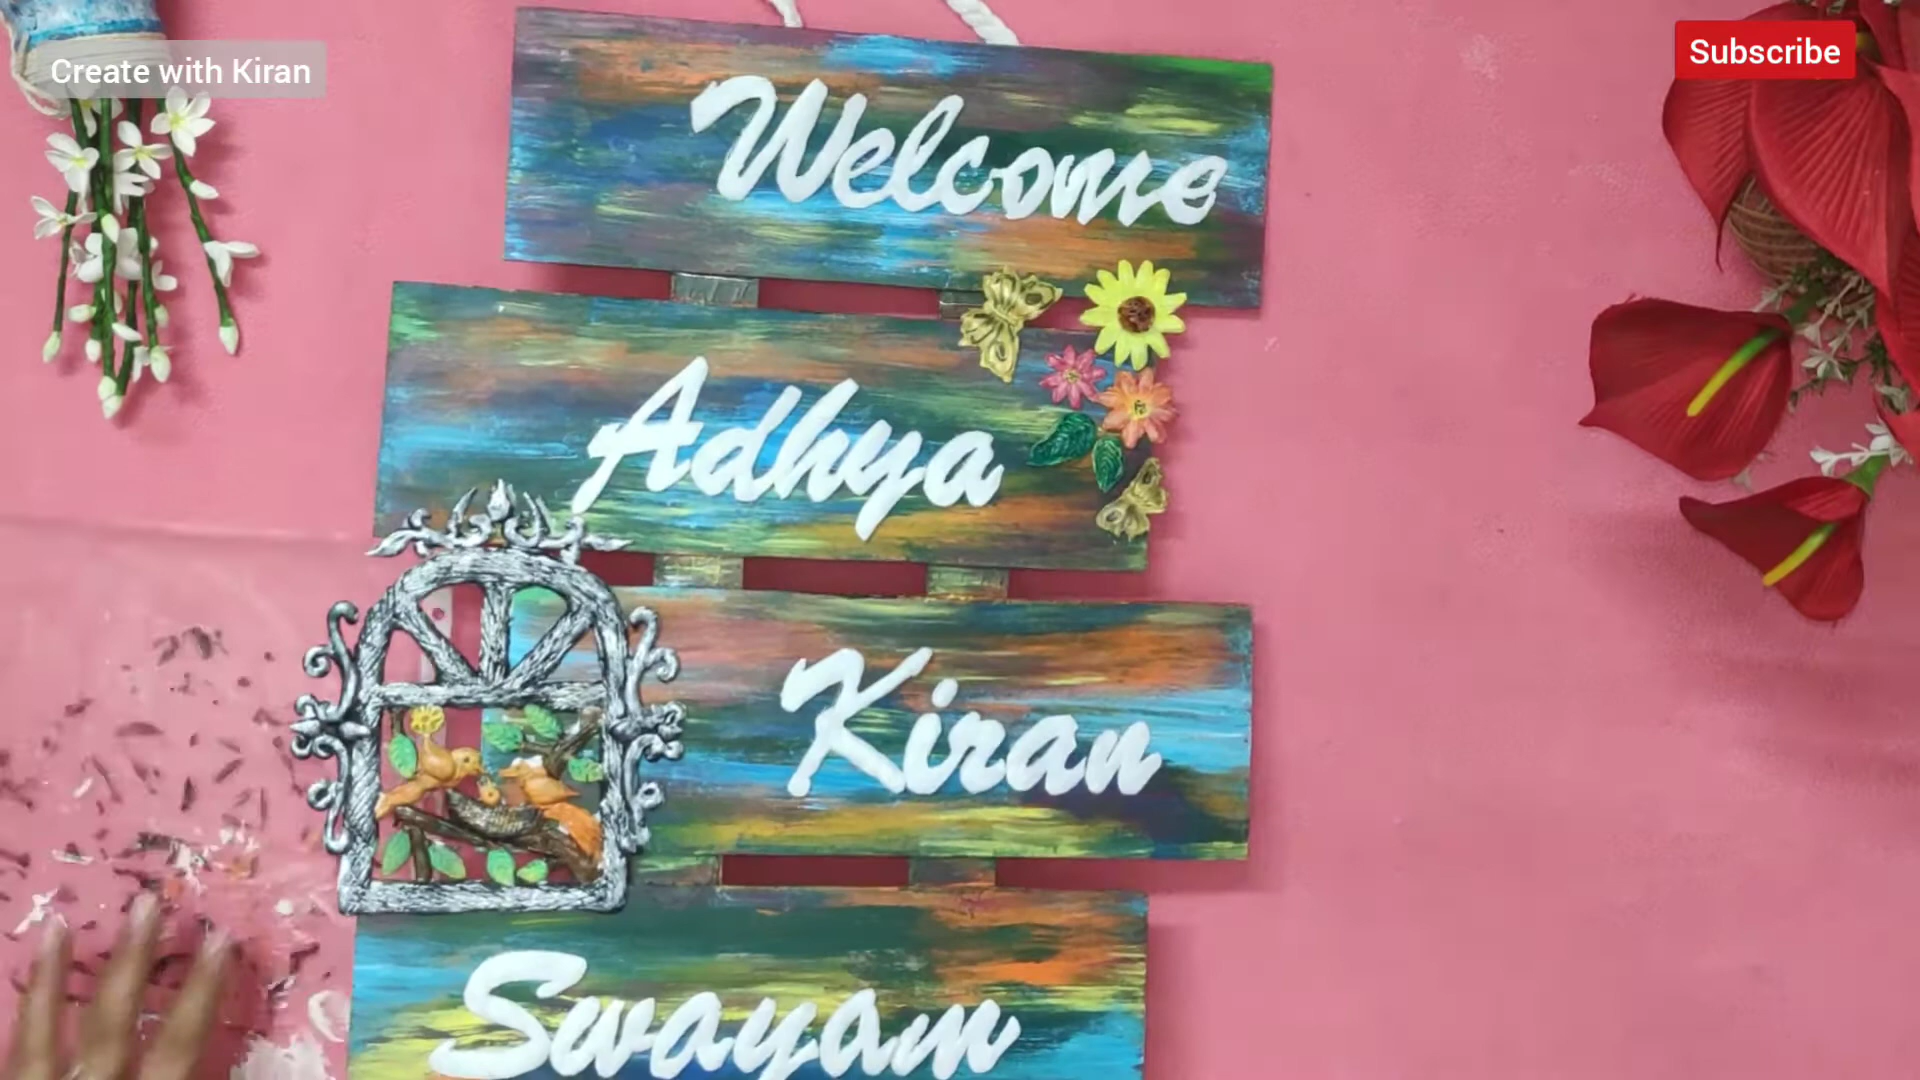 Create with Kiran
Subscribe
Welcome
Adhya
Kiran
Swayam